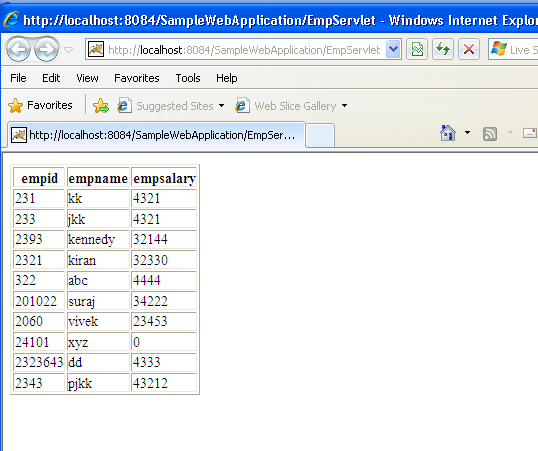 http://localhost:8084/SampleWebApplication/EmpServlet - Windows Internet Explor
http://localhost:8084/SampleWebApplication/EmpServlet Live S
File Edit View Favorites Tools Help
Favorites Suggested Sites Web Slice Gallery
http://localhost:8084/SampleWebApplication/EmpSer...
empid empname empsalary
231 kk 4321
233 jkk 4321
2393 kennedy 32144
2321 kiran 32330
322 abc 4444
201022 suraj 34222
2060 vivek 23453
24101 xyz 0
2323643 dd 4333
2343 pjkk 43212